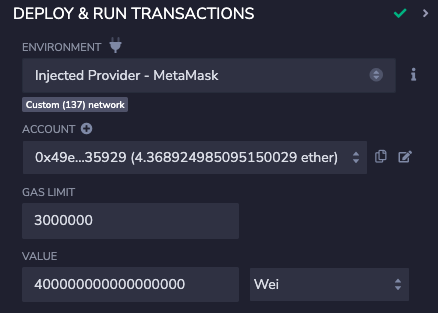 DEPLOY & RUN TRANSACTIONS
ENVIRONMENT
Injected Provider - MetaMask
Custom (137) network
ACCOUNT
0x49e...35929 (4.368924985095150029 ether)
GAS LIMIT
3000000
VALUE
400000000000000000
Wei